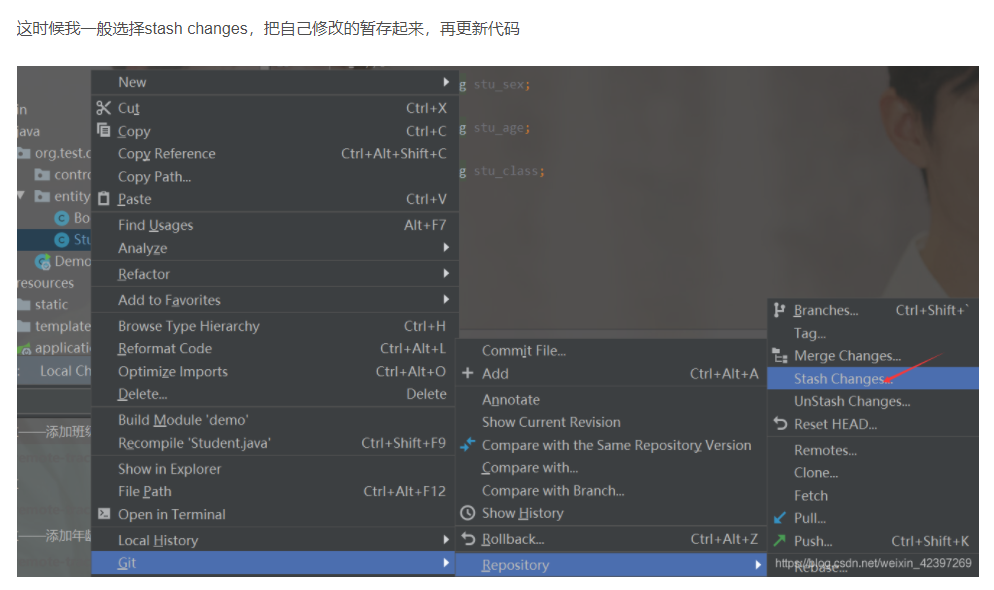 这时候我一般选择stash changes，把自己修改的暂存起来，再更新代码
New
g stu_sex;
in
Cut Ctrl+X
java
Copy Ctrl+C
g stu_age;
org.test.c
Copy Reference Ctrl+Alt+Shift+C
contro
Copy Path...
g stu_class;
entity
Paste Ctrl+V
Bo
Find Usages Alt+F7
Stu
Analyze
Demo
Refactor
resources
static
Add to Favorites
template
Browse Type Hierarchy Ctrl+H
applicati
Reformat Code Ctrl+Alt+L
Local Ch
Optimize Imports Ctrl+Alt+O
Delete... Delete
Build Module 'demo'
——添加班级
Recompile 'Student.java' Ctrl+Shift+F9
Show in Explorer
File Path Ctrl+Alt+F12
Open in Terminal
——添加年龄
Local History
Git
Commit File...
Add Ctrl+Alt+A
Annotate
Show Current Revision
Compare with the Same Repository Version
Compare with...
Compare with Branch...
Show History
Rollback... Ctrl+Alt+Z
Repository
Branches... Ctrl+Shift+`
Tag...
Merge Changes...
Stash Changes...
UnStash Changes...
Reset HEAD...
Remotes...
Clone...
Fetch
Pull...
Push... Ctrl+Shift+K
Rebase...
https://blog.csdn.net/weixin_42397269